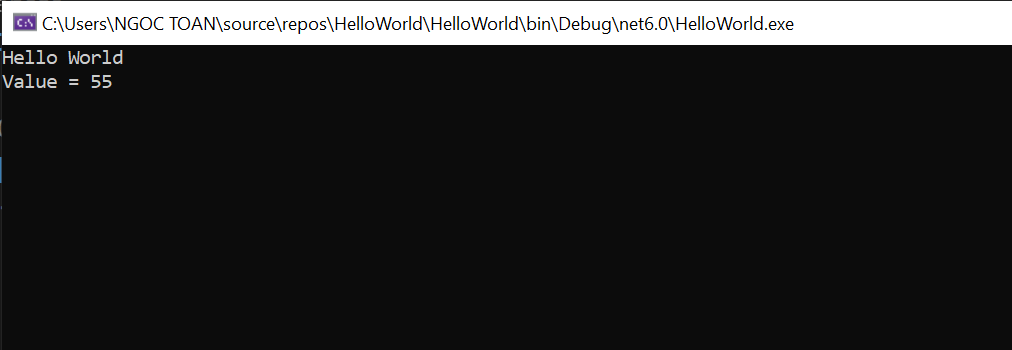 C:\Users\NGOC TOAN\source\repos\HelloWorld\HelloWorld\bin\Debug\net6.0\HelloWorld.exe
Hello World
Value = 55